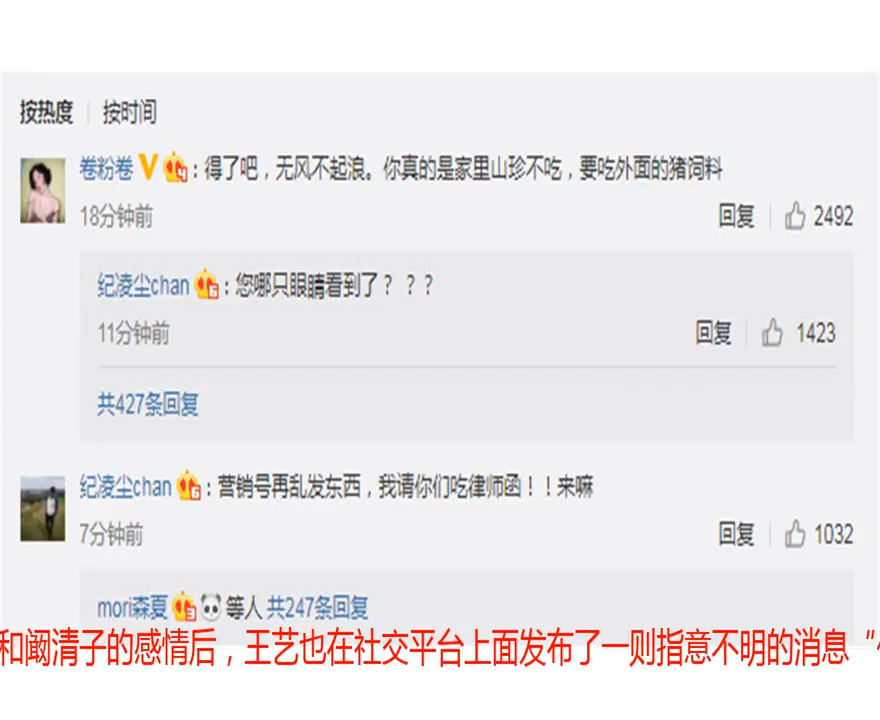 按热度 | 按时间
卷粉卷：得了吧，无风不起浪。你真的是家里山珍不吃，要吃外面的猪饲料
18分钟前 回复 | 2492
纪凌尘chan：您哪只眼睛看到了？？？
11分钟前 回复 | 1423
共427条回复
纪凌尘chan：营销号再乱发东西，我请你们吃律师函！！来嘛
7分钟前 回复 | 1032
mori森夏等人 共247条回复
和阚清子的感情后，王艺也在社交平台上面发布了一则指意不明的消息“